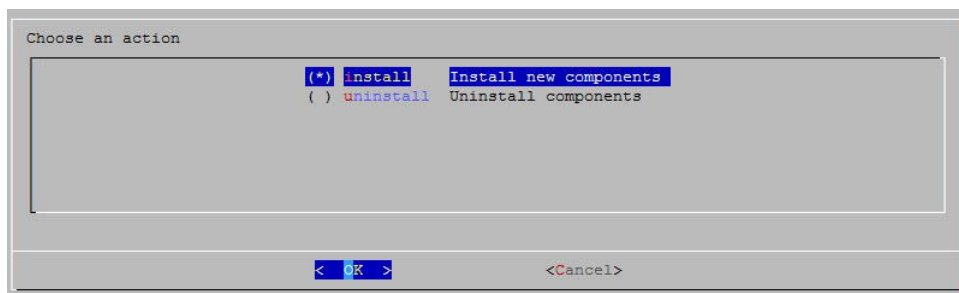 Choose an action
(*) install Install new components
( ) uninstall Uninstall components
< OK > <Cancel>